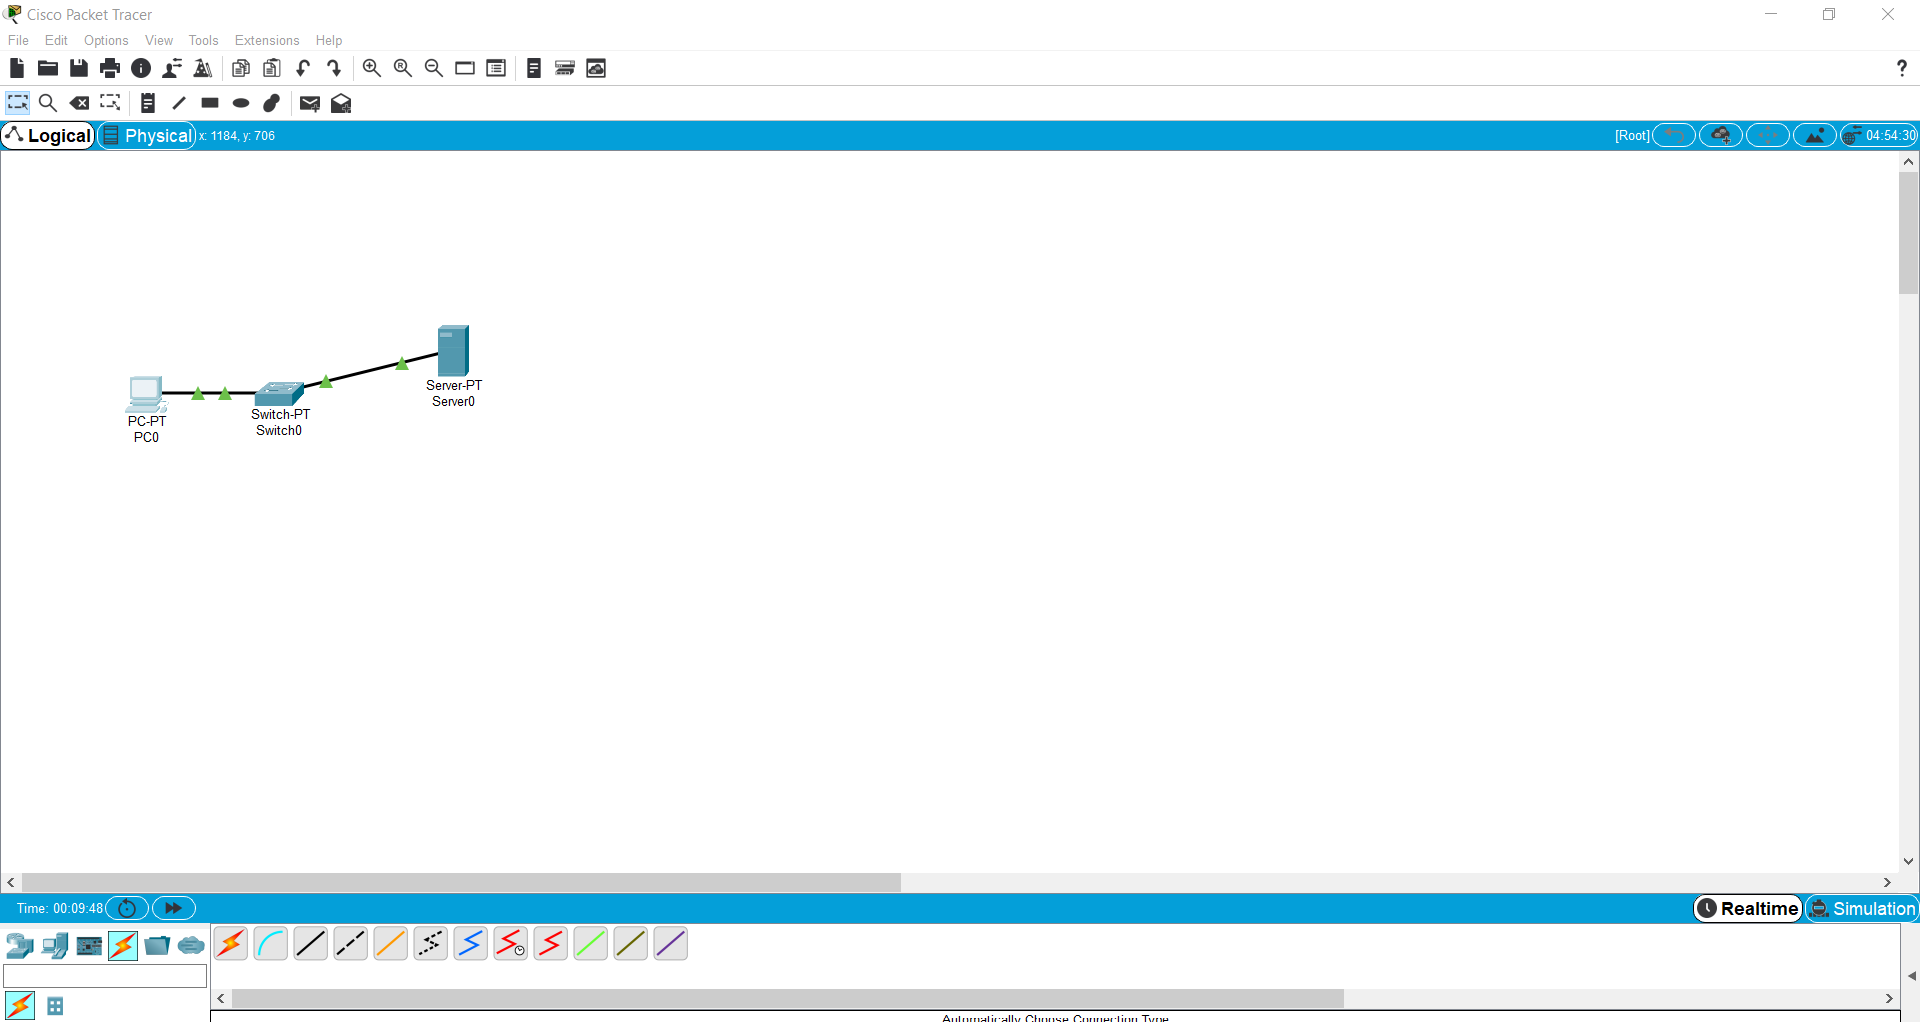 Cisco Packet Tracer
File Edit Options View Tools Extensions Help
?
Logical Physical x: 1184, y: 706 [Root] 04:54:30
Server-PT
Server0
PC-PT
PC0
Switch-PT
Switch0
Time: 00:09:48 Realtime Simulation
Automatically Choose Connection Type